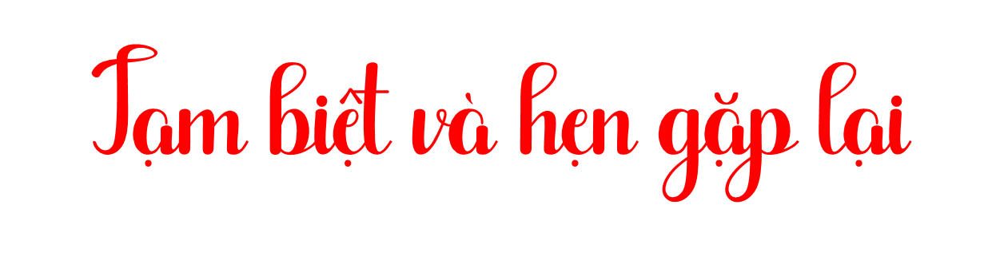 Tạm biệt và hẹn gặp lại